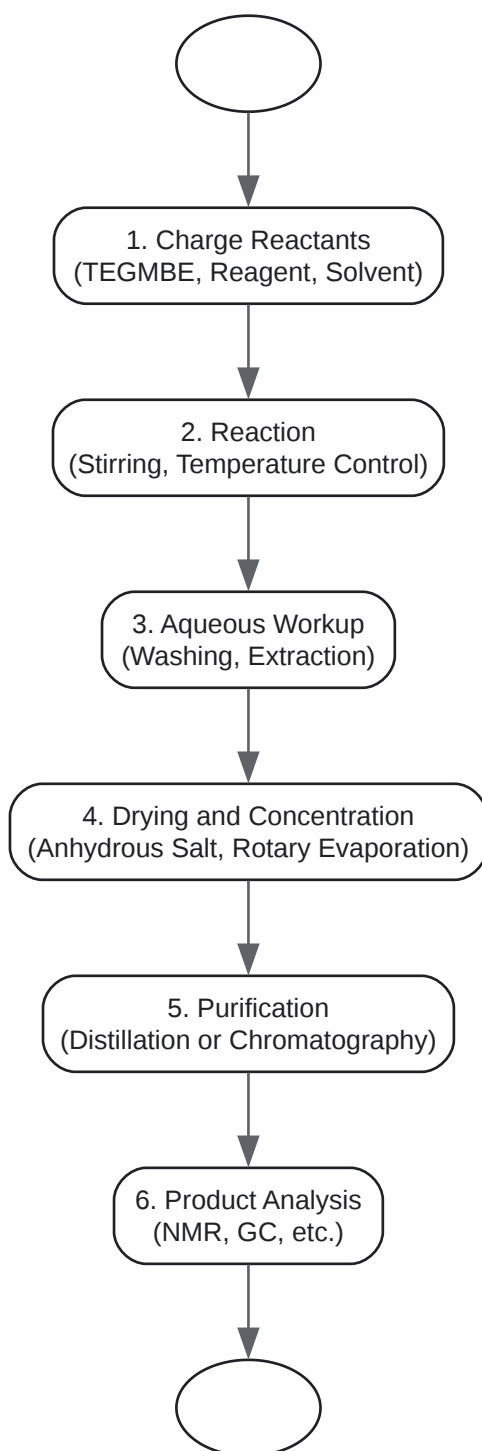 1. Charge Reactants
(TEGMBE, Reagent, Solvent)
2. Reaction
(Stirring, Temperature Control)
3. Aqueous Workup
(Washing, Extraction)
4. Drying and Concentration
(Anhydrous Salt, Rotary Evaporation)
5. Purification
(Distillation or Chromatography)
6. Product Analysis
(NMR, GC, etc.)